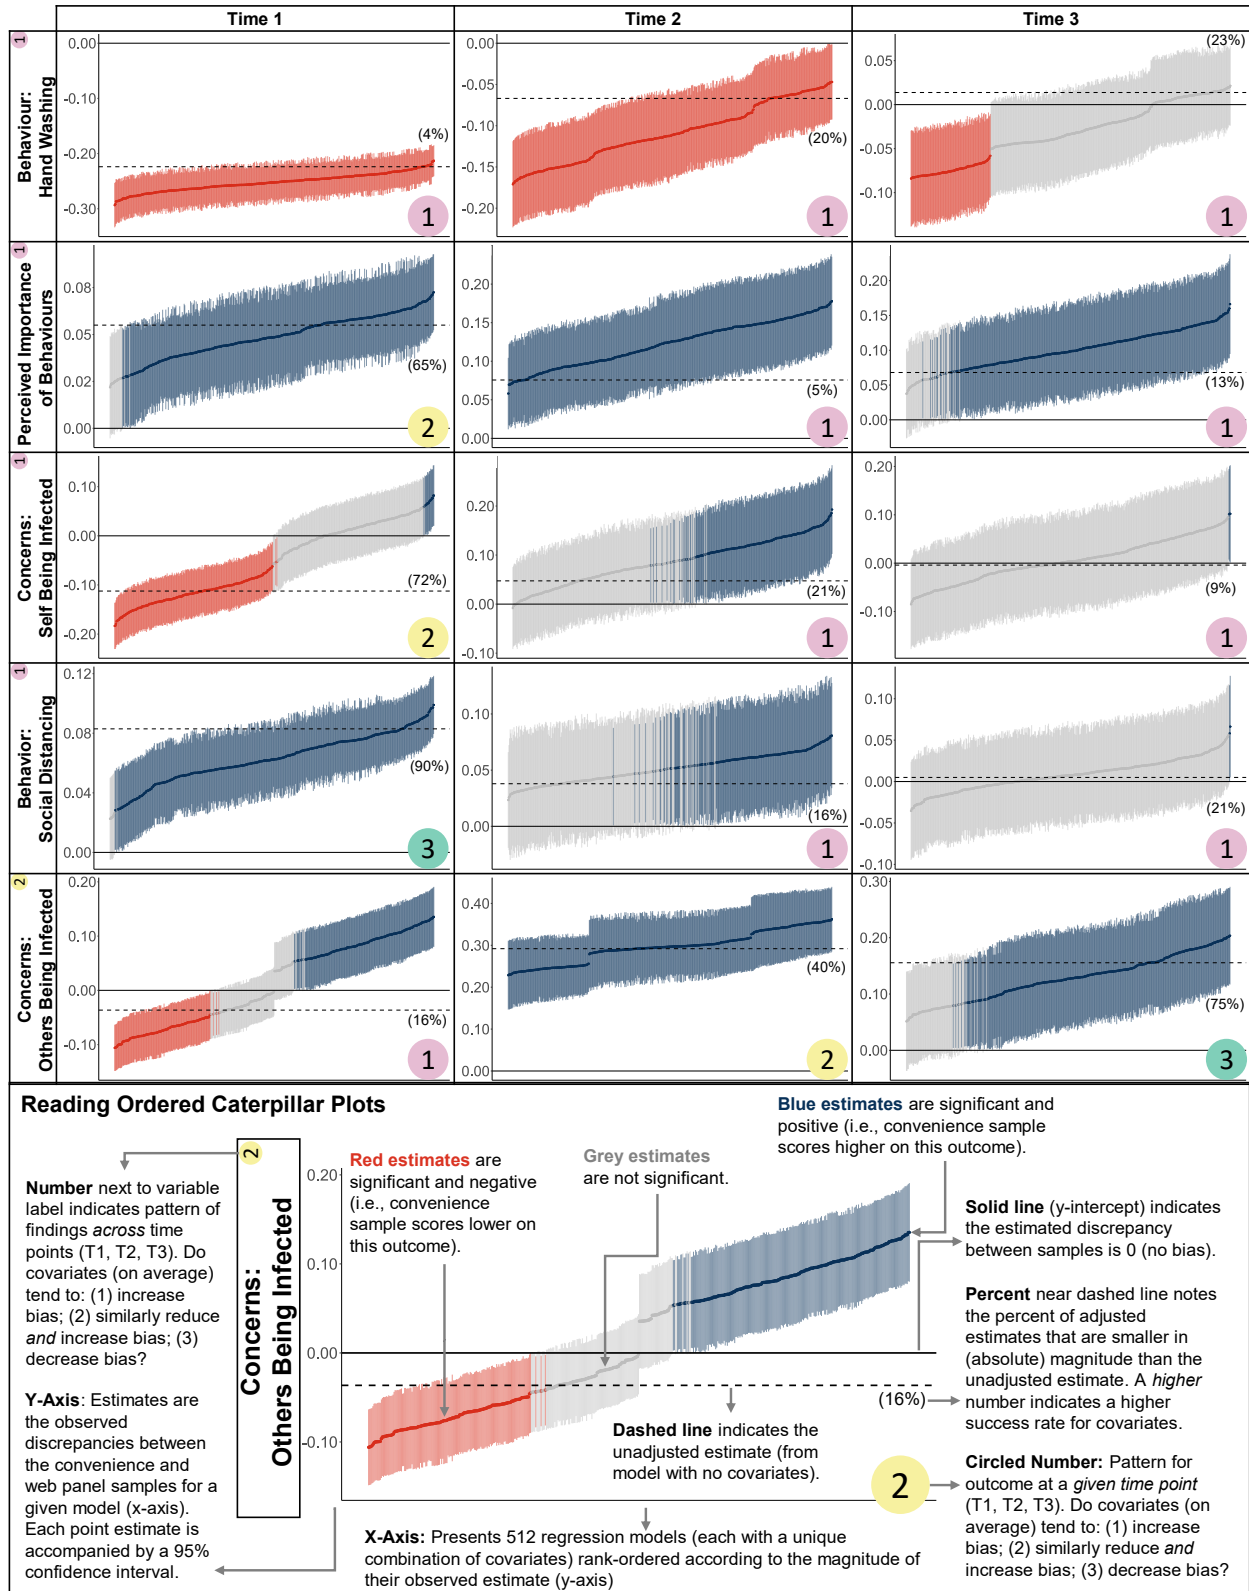 Time 1
Time 2
Time 3
1
Behaviour:
Hand Washing
0.00
-0.10
-0.20
-0.30
(4%)
1
0.00
-0.05
-0.10
-0.15
-0.20
(20%)
1
0.05
0.00
-0.05
-0.10
(23%)
1
1
Perceived Importance
of Behaviours
0.08
0.05
0.02
0.00
(65%)
2
0.20
0.15
0.10
0.05
0.00
(5%)
1
0.20
0.15
0.10
0.05
0.00
(13%)
1
1
Concerns:
Self Being Infected
0.10
0.00
-0.10
-0.20
(72%)
2
0.20
0.10
0.00
-0.10
(21%)
1
0.20
0.10
0.00
-0.10
(9%)
1
1
Behavior:
Social Distancing
0.12
0.08
0.04
0.00
(90%)
3
0.10
0.05
0.00
(16%)
1
0.10
0.05
0.00
-0.05
-0.10
(21%)
1
2
Concerns:
Others Being Infected
0.20
0.10
0.00
-0.10
(16%)
1
0.40
0.30
0.20
0.10
0.00
(40%)
2
0.30
0.20
0.10
0.00
(75%)
3
Reading Ordered Caterpillar Plots
Number next to variable
label indicates pattern of
findings across time
points (T1, T2, T3). Do
covariates (on average)
tend to: (1) increase
bias; (2) similarly reduce
and increase bias; (3)
decrease bias?
Y-Axis: Estimates are
the observed
discrepancies between
the convenience and
web panel samples for a
given model (x-axis).
Each point estimate is
accompanied by a 95%
confidence interval.
2
Concerns:
Others Being Infected
0.20
0.10
0.00
-0.10
Red estimates are
significant and negative
(i.e., convenience
sample scores lower on
this outcome).
Grey estimates
are not significant.
Blue estimates are significant and
positive (i.e., convenience sample
scores higher on this outcome).
Solid line (y-intercept) indicates
the estimated discrepancy
between samples is 0 (no bias).
Percent near dashed line notes
the percent of adjusted
estimates that are smaller in
(absolute) magnitude than the
unadjusted estimate. A higher
number indicates a higher
success rate for covariates.
(16%)
Dashed line indicates the
unadjusted estimate (from
model with no covariates).
2
Circled Number: Pattern for
outcome at a given time point
(T1, T2, T3). Do covariates (on
average) tend to: (1) increase
bias; (2) similarly reduce and
increase bias; (3) decrease bias?
X-Axis: Presents 512 regression models (each with a unique
combination of covariates) rank-ordered according to the magnitude of
their observed estimate (y-axis)